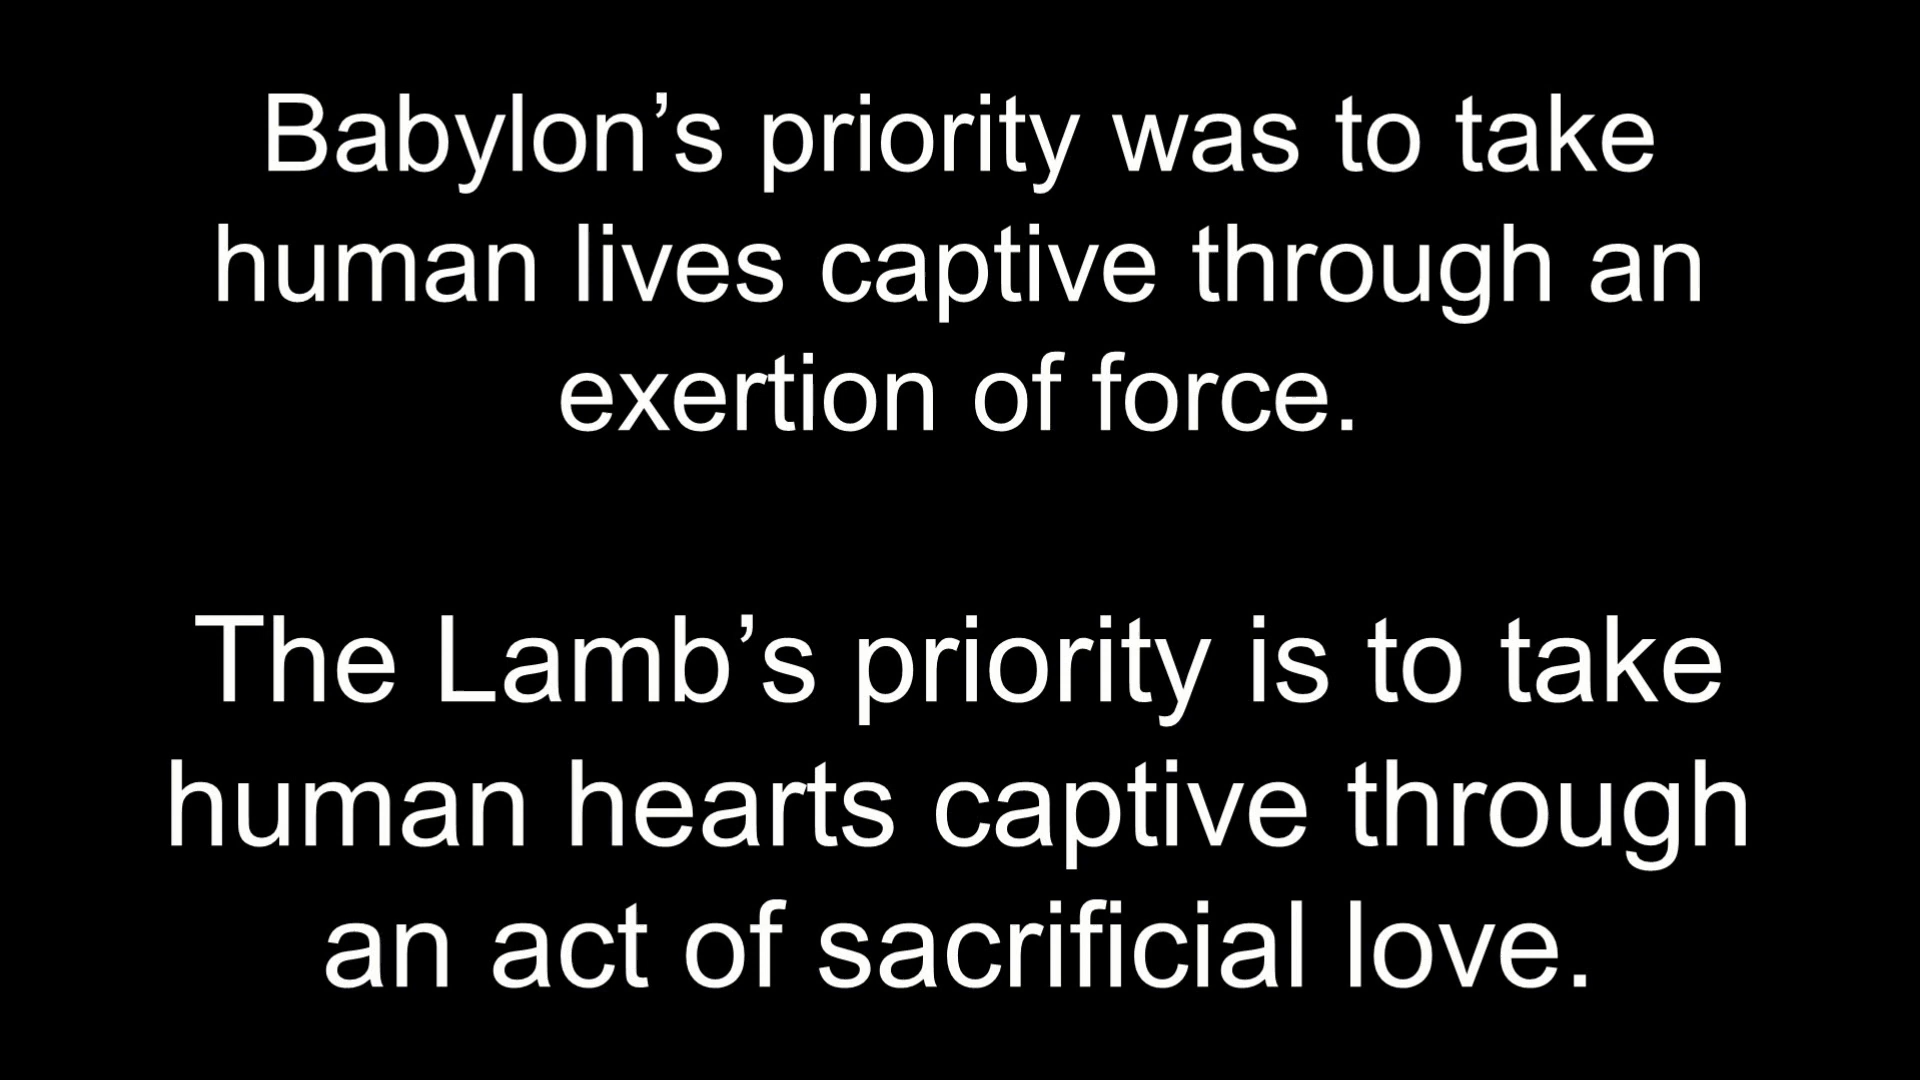 Babylon’s priority was to take
human lives captive through an
exertion of force.
The Lamb’s priority is to take
human hearts captive through
an act of sacrificial love.